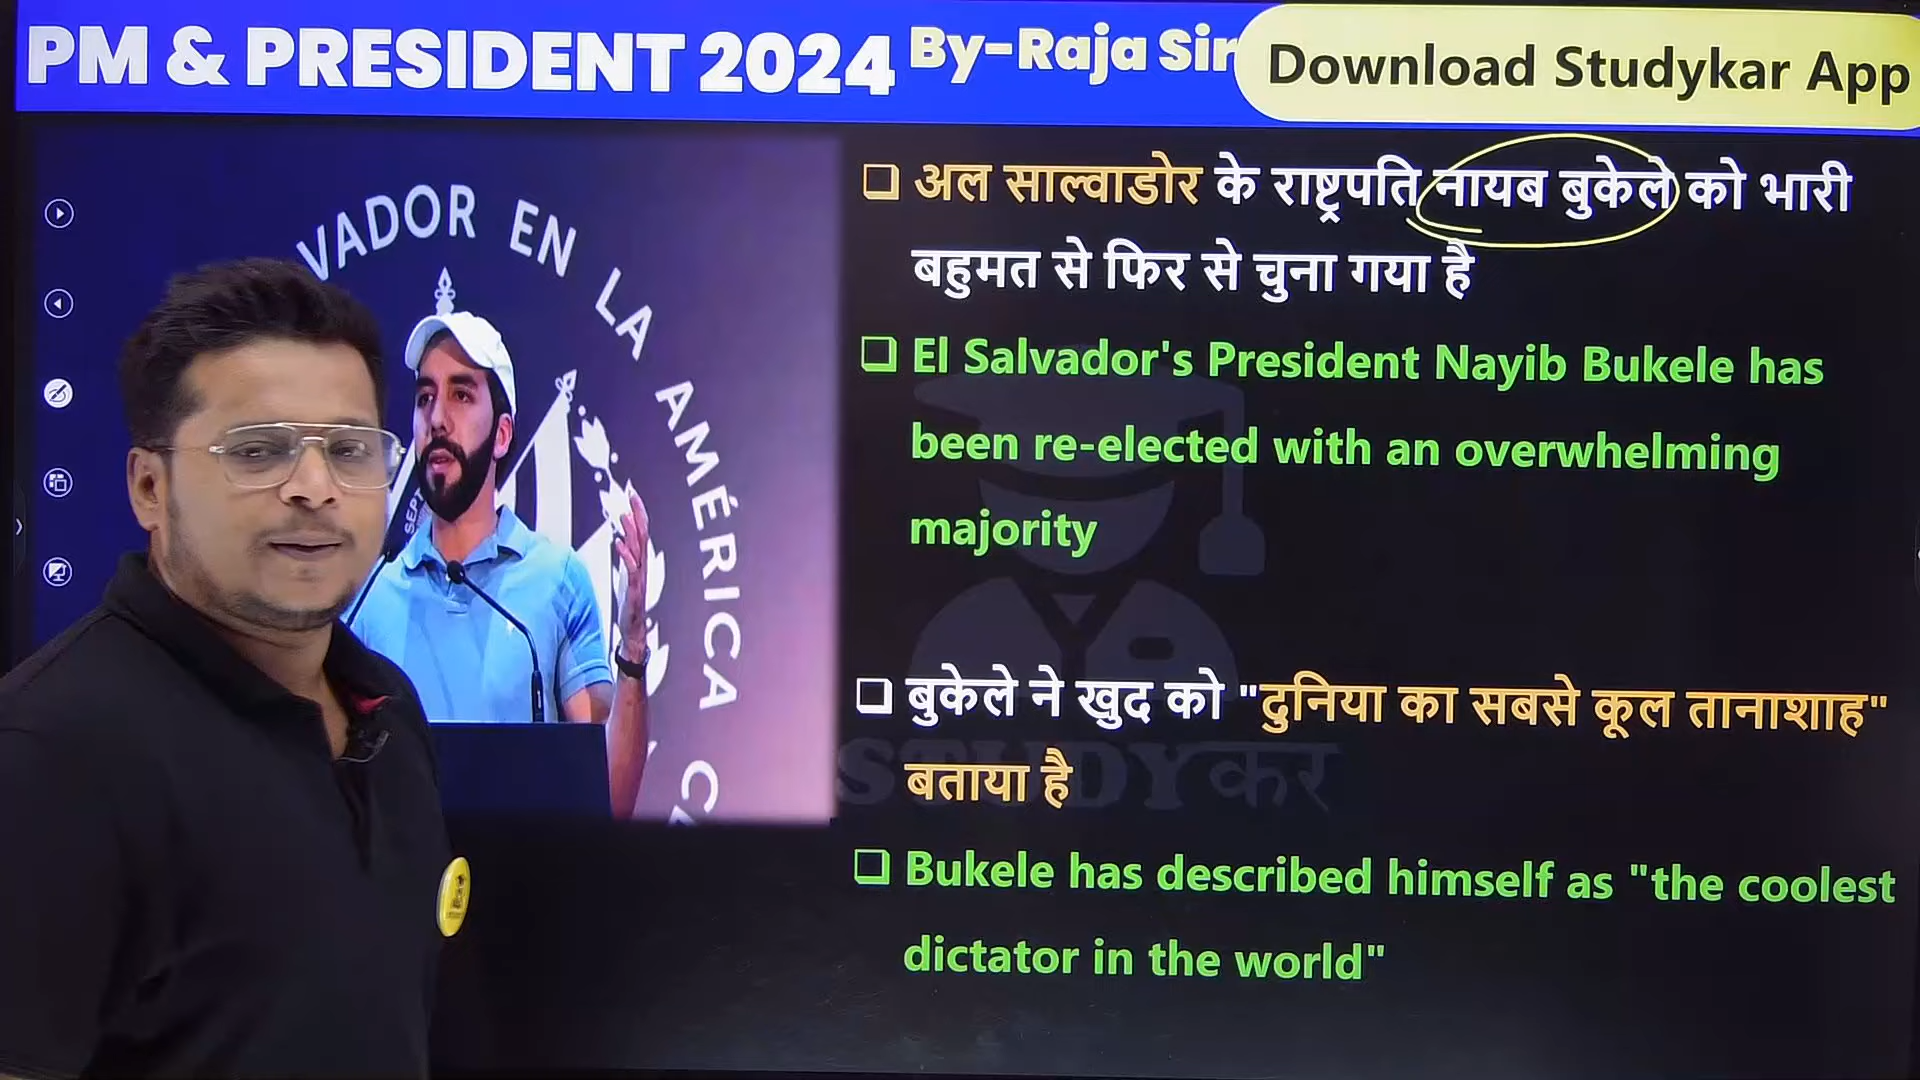 PM & PRESIDENT 2024 By-Raja Sir
Download Studykar App
VADOR EN LA AMÉRICA C
SEPT
❑ अल साल्वाडोर के राष्ट्रपति नायब बुकेले को भारी
बहुमत से फिर से चुना गया है
❑ El Salvador's President Nayib Bukele has
been re-elected with an overwhelming
majority
❑ बुकेले ने खुद को "दुनिया का सबसे कूल तानाशाह"
बताया है
STUDYकर
❑ Bukele has described himself as "the coolest
dictator in the world"